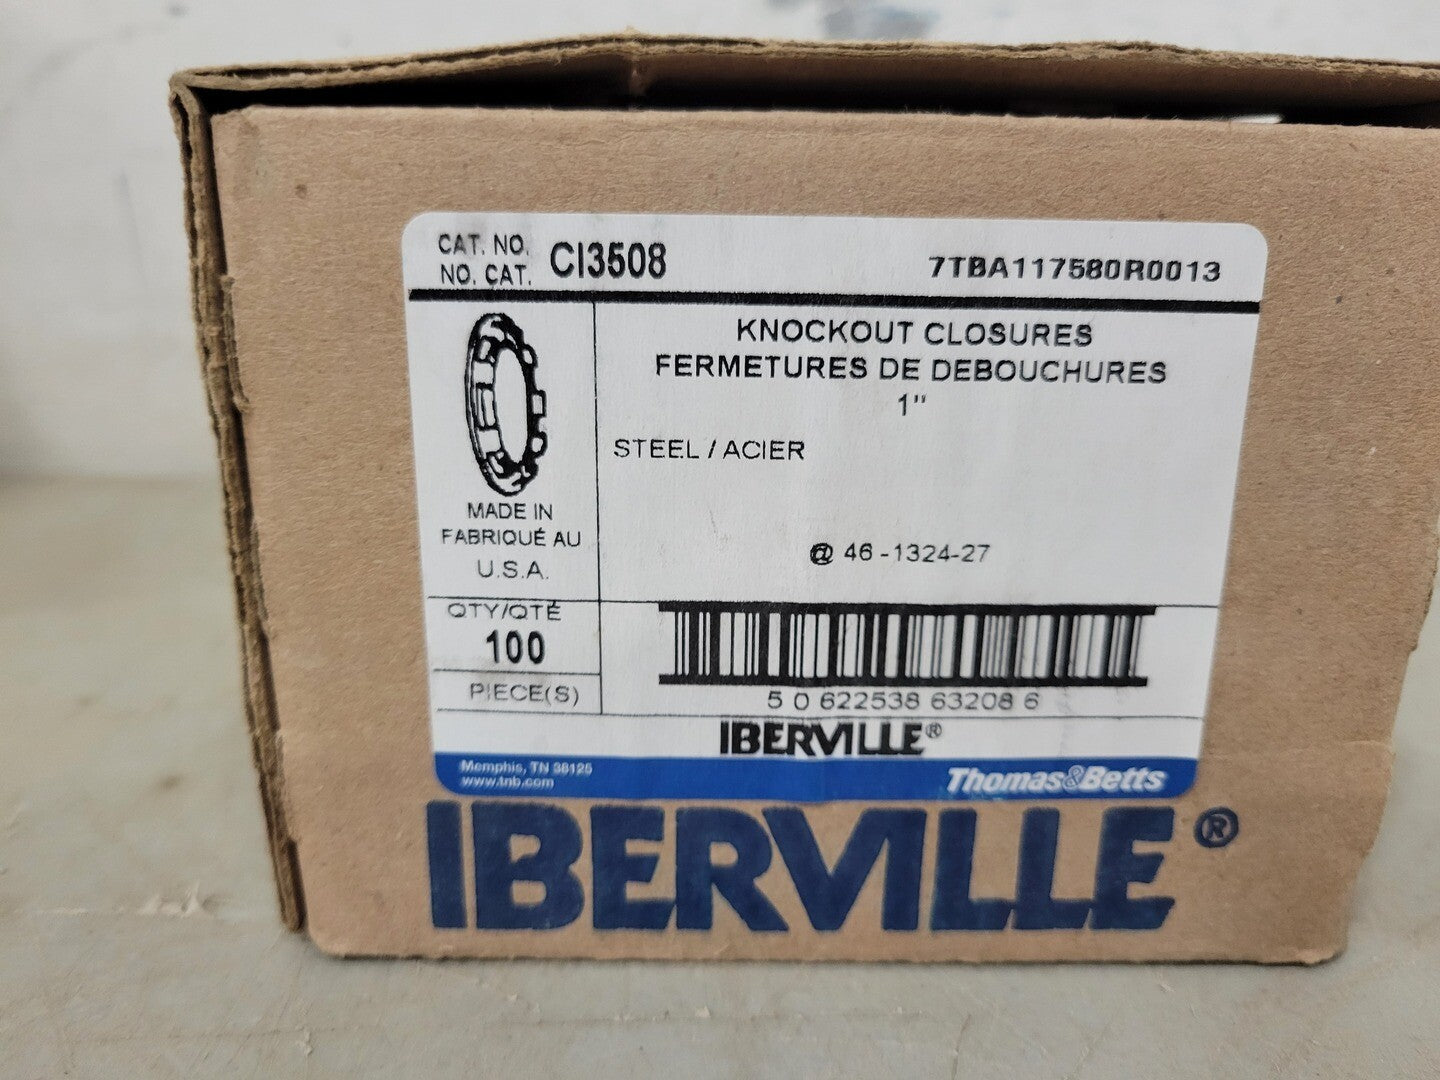 CAT. NO.
NO. CAT.
CI3508
7TBA117580R0013
KNOCKOUT CLOSURES
FERMETURES DE DEBOUCHURES
1"
STEEL / ACIER
MADE IN
FABRIQUÉ AU
U.S.A.
@ 46-1324-27
QTY/QTÉ
100
PIECE(S)
5 0 622538 63208 6
IBERVILLE®
Memphis, TN 38125
www.tnb.com
Thomas&Betts
IBERVILLE®